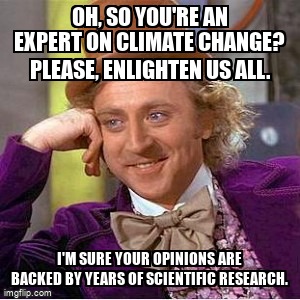 OH, SO YOU'RE AN
EXPERT ON CLIMATE CHANGE?
PLEASE, ENLIGHTEN US ALL.
I'M SURE YOUR OPINIONS ARE
BACKED BY YEARS OF SCIENTIFIC RESEARCH.
imgflip.com